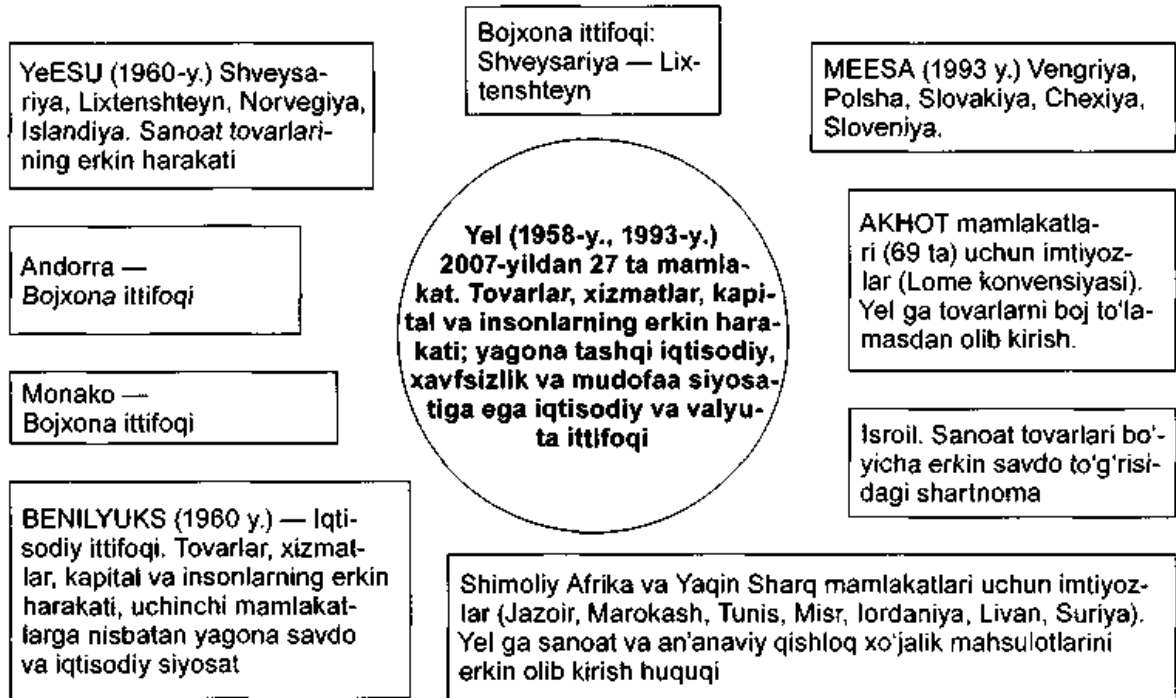 Bojxona ittifoqi:
Shveysariya — Lix-
tenshteyn
YeESU (1960-y.) Shveysa-
riya, Lixtenshteyn, Norvegiya,
Islandiya. Sanoat tovarlari-
ning erkin harakati
MEESA (1993 y.) Vengriya,
Polsha, Slovakiya, Chexiya,
Sloveniya.
Andorra —
Bojxona ittifoqi
Monako —
Bojxona ittifoqi
Yel (1958-y., 1993-y.)
2007-yildan 27 ta mamla-
kat. Tovarlar, xizmatlar, kapi-
tal va insonlarning erkin hara-
kati; yagona tashqi iqtisodiy,
xavfsizlik va mudofaa siyosa-
tiga ega iqtisodiy va valyu-
ta ittifoqi
AKHOT mamlakatla-
ri (69 ta) uchun imtiyoz-
lar (Lome konvensiyasi).
Yel ga tovarlarni boj to‘la-
masdan olib kirish.
Isroil. Sanoat tovarlari bo‘-
yicha erkin savdo to‘g‘risi-
dagi shartnoma
BENILYUKS (1960 y.) — Iqti-
sodiy ittifoqi. Tovarlar, xizmat-
lar, kapital va insonlarning erkin
harakati, uchinchi mamlakat-
larga nisbatan yagona savdo
va iqtisodiy siyosat
Shimoliy Afrika va Yaqin Sharq mamlakatlari uchun imtiyoz-
lar (Jazoir, Marokash, Tunis, Misr, Iordaniya, Livan, Suriya).
Yel ga sanoat va an’anaviy qishloq xo‘jalik mahsulotlarini
erkin olib kirish huquqi